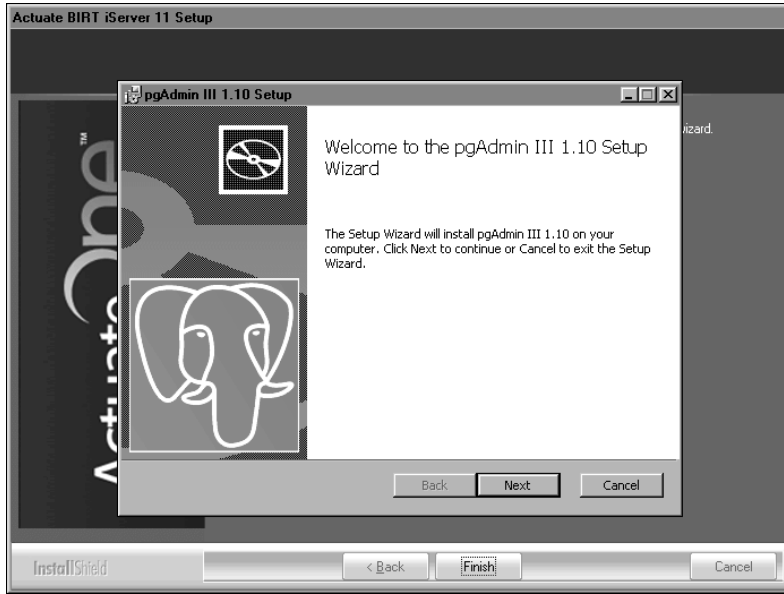 Actuate BIRT iServer 11 Setup
pgAdmin III 1.10 Setup
Welcome to the pgAdmin III 1.10 Setup
Wizard
The Setup Wizard will install pgAdmin III 1.10 on your
computer. Click Next to continue or Cancel to exit the Setup
Wizard.
Back
Next
Cancel
InstallShield
< Back
Finish
Cancel